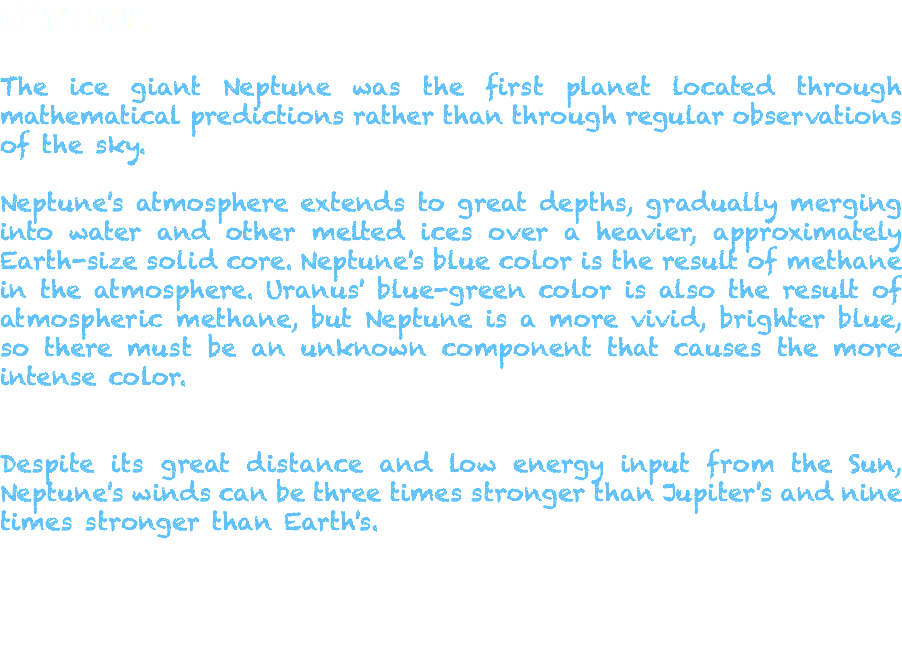 The ice giant Neptune was the first planet located through
mathematical predictions rather than through regular observations
of the sky.
Neptune's atmosphere extends to great depths, gradually merging
into water and other melted ices over a heavier, approximately
Earth-size solid core. Neptune's blue color is the result of methane
in the atmosphere. Uranus' blue-green color is also the result of
atmospheric methane, but Neptune is a more vivid, brighter blue,
so there must be an unknown component that causes the more
intense color.
Despite its great distance and low energy input from the Sun,
Neptune's winds can be three times stronger than Jupiter's and nine
times stronger than Earth's.